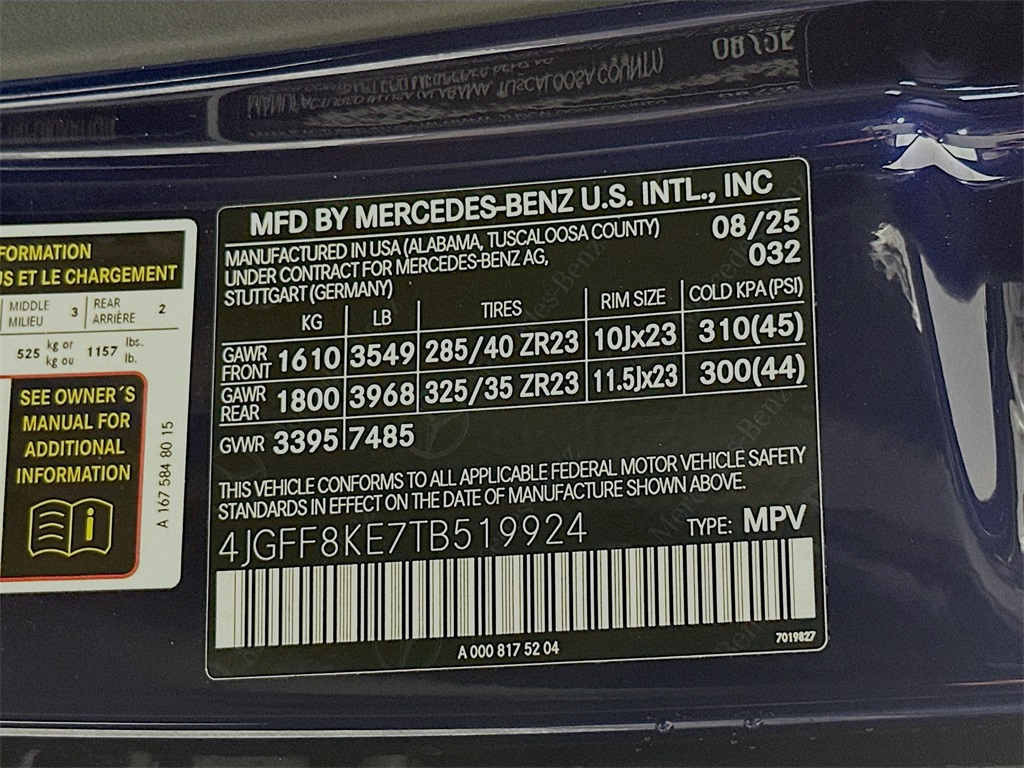 MFD BY MERCEDES-BENZ U.S. INTL., INC
MANUFACTURED IN USA (ALABAMA, TUSCALOOSA COUNTY) 08/25
UNDER CONTRACT FOR MERCEDES-BENZ AG, 032
STUTTGART (GERMANY)
KG LB TIRES RIM SIZE COLD KPA(PSI)
GAWR FRONT 1610 3549 285/40 ZR23 10Jx23 310(45)
GAWR REAR 1800 3968 325/35 ZR23 11.5Jx23 300(44)
GVWR 3395 7485
THIS VEHICLE CONFORMS TO ALL APPLICABLE FEDERAL MOTOR VEHICLE SAFETY
STANDARDS IN EFFECT ON THE DATE OF MANUFACTURE SHOWN ABOVE.
4JGFF8KE7TB519924 TYPE: MPV
A 000 817 52 04
7019827
FORMATION
US ET LE CHARGEMENT
MIDDLE MILIEU 3 REAR ARRIÈRE 2
525 kg or kg ou 1157 lbs. lb.
SEE OWNER´S
MANUAL FOR
ADDITIONAL
INFORMATION
A 167 584 80 15